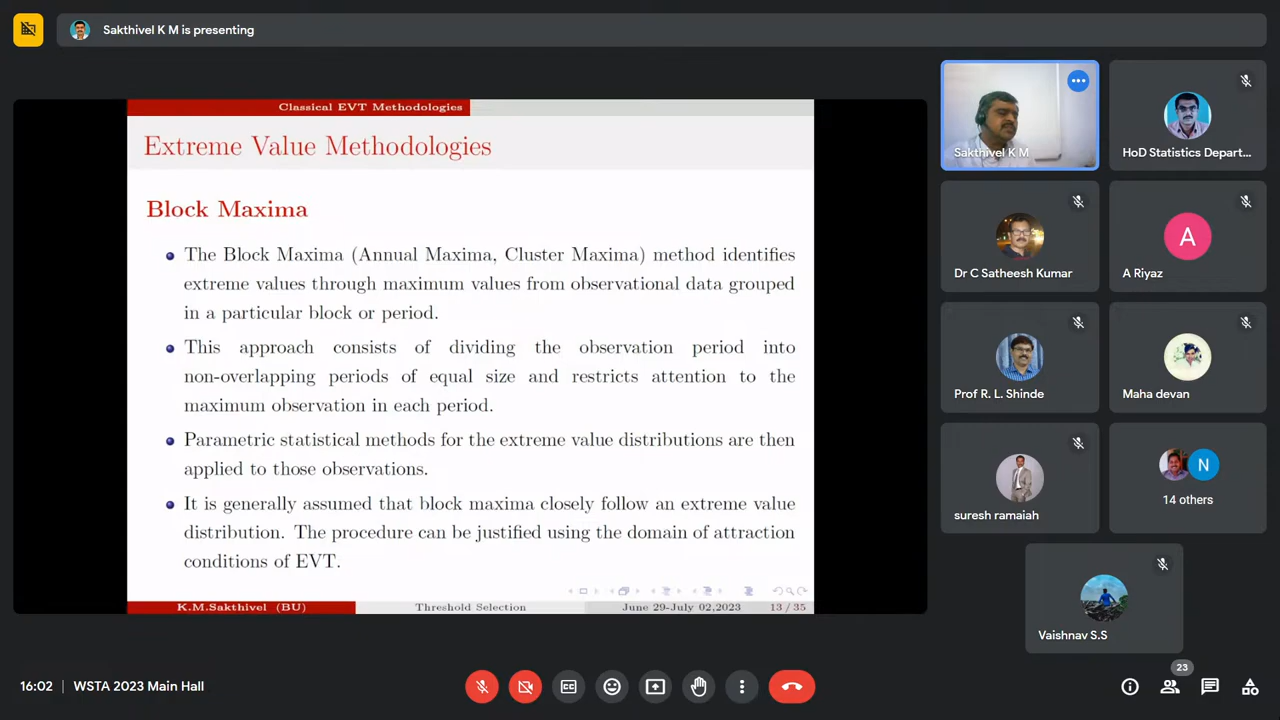 Sakthivel K M is presenting
Classical EVT Methodologies
Extreme Value Methodologies
Block Maxima
The Block Maxima (Annual Maxima, Cluster Maxima) method identifies
extreme values through maximum values from observational data grouped
in a particular block or period.
This approach consists of dividing the observation period into
non-overlapping periods of equal size and restricts attention to the
maximum observation in each period.
Parametric statistical methods for the extreme value distributions are then
applied to those observations.
It is generally assumed that block maxima closely follow an extreme value
distribution. The procedure can be justified using the domain of attraction
conditions of EVT.
K.M.Sakthivel (BU)
Threshold Selection
June 29-July 02,2023
13 / 35
Sakthivel K M
HoD Statistics Depart...
Dr C Satheesh Kumar
A
A Riyaz
Prof R. L. Shinde
Maha devan
suresh ramaiah
N
14 others
Vaishnav S.S
16:02 | WSTA 2023 Main Hall
23